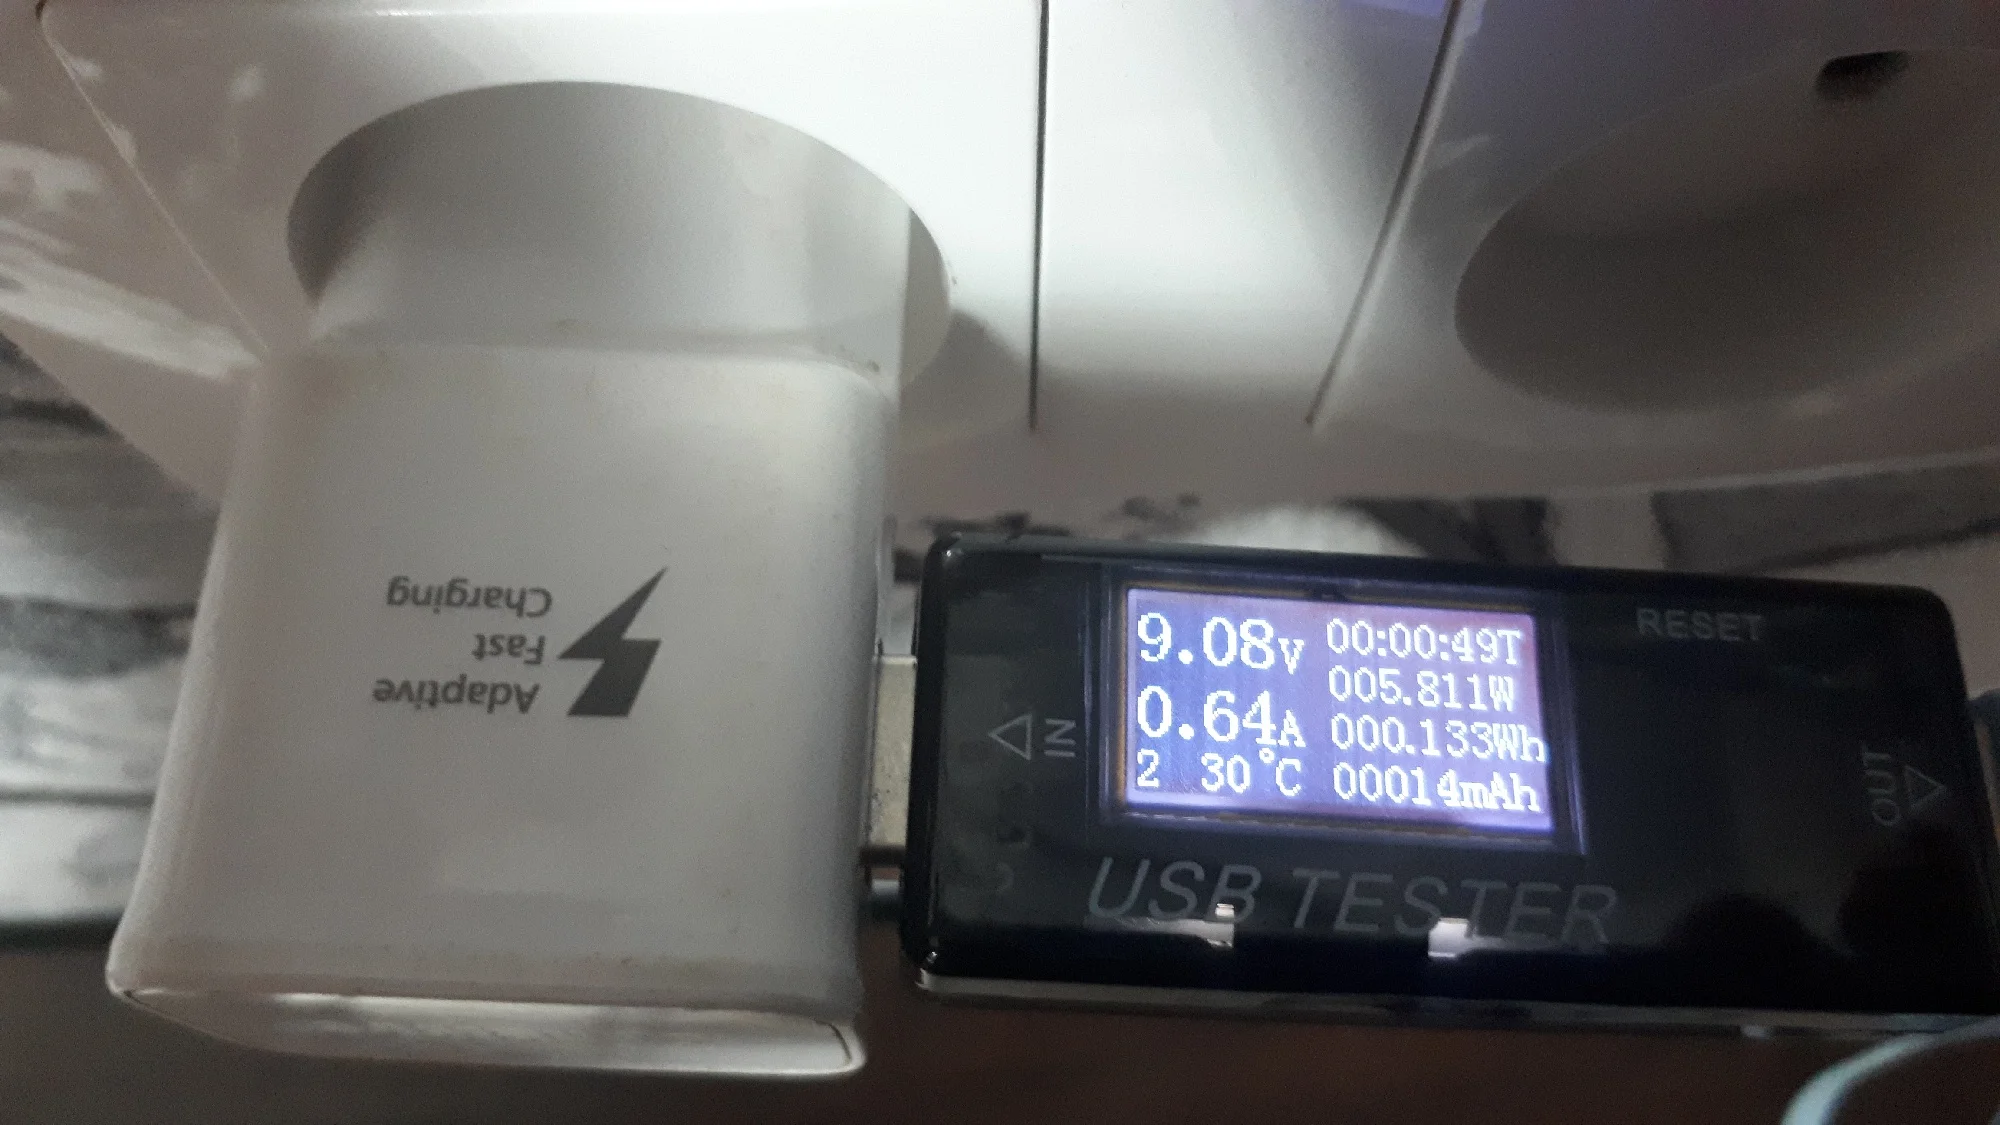 Adaptive
Fast
Charging
IN
9.08V
0.64A
2 30°C
00:00:49T
005.811W
000.133Wh
00014mAh
RESET
OUT
USB TESTER